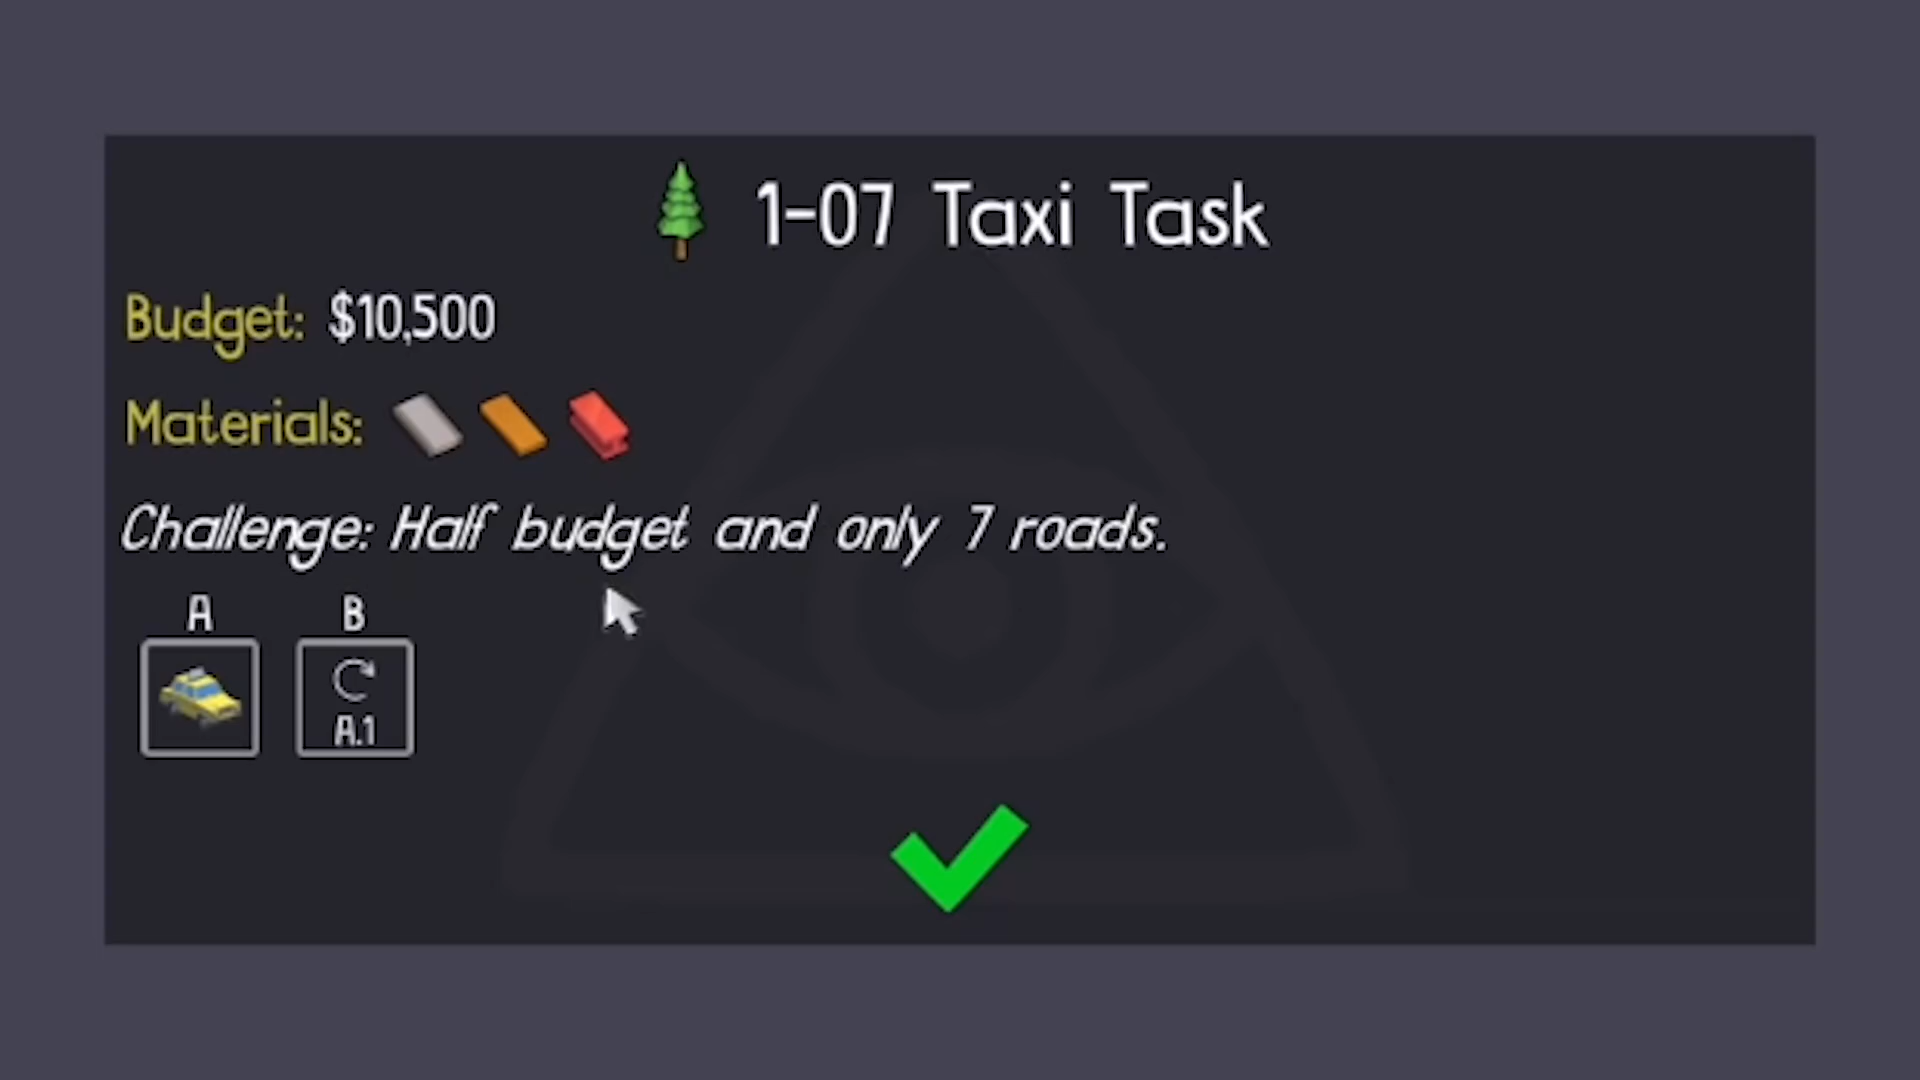 1-07 Taxi Task
Budget: $10,500
Materials:
Challenge: Half budget and only 7 roads.
A B
A.1